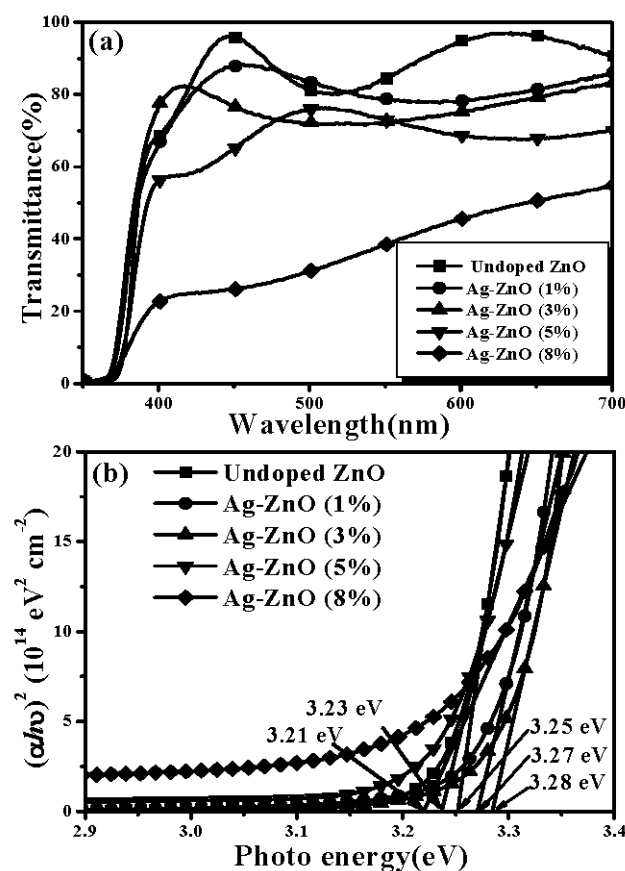 (a)
100
80
60
40
20
0
Transmittance(%)
Undoped ZnO
Ag-ZnO (1%)
Ag-ZnO (3%)
Ag-ZnO (5%)
Ag-ZnO (8%)
400 500 600 700
Wavelength(nm)
(b)
20
15
10
5
0
(αhυ)² (10¹⁴ eV² cm⁻²)
Undoped ZnO
Ag-ZnO (1%)
Ag-ZnO (3%)
Ag-ZnO (5%)
Ag-ZnO (8%)
3.23 eV
3.21 eV
3.25 eV
3.27 eV
3.28 eV
2.9 3.0 3.1 3.2 3.3 3.4
Photo energy(eV)